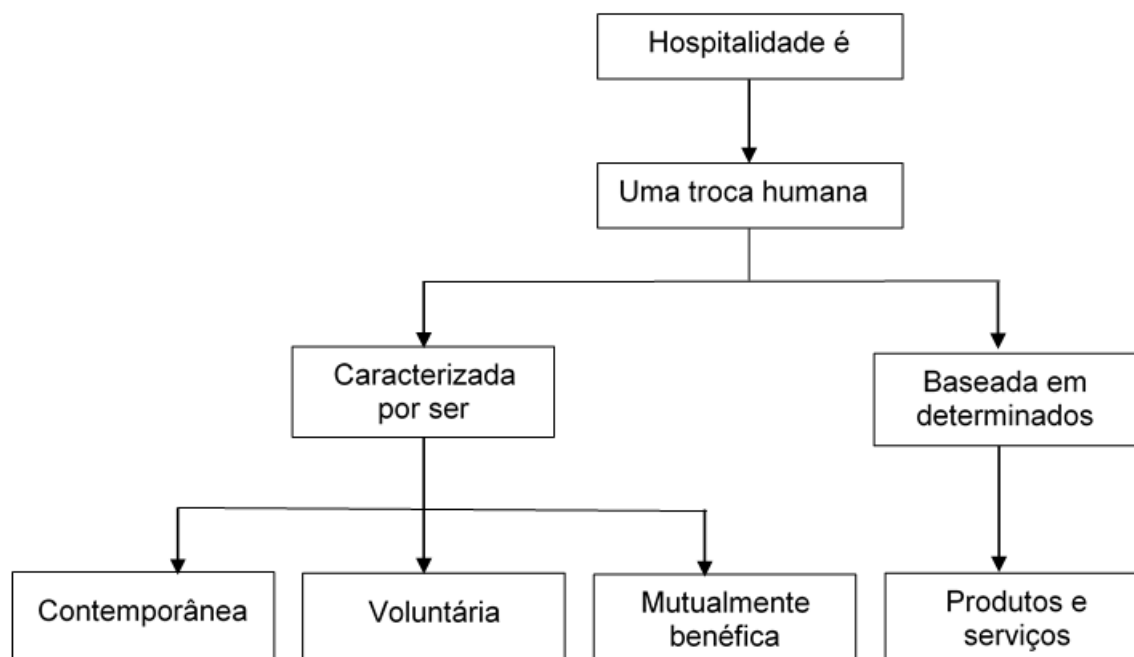 Hospitalidade é
Uma troca humana
Caracterizada
por ser
Baseada em
determinados
Contemporânea
Voluntária
Mutualmente
benéfica
Produtos e
serviços